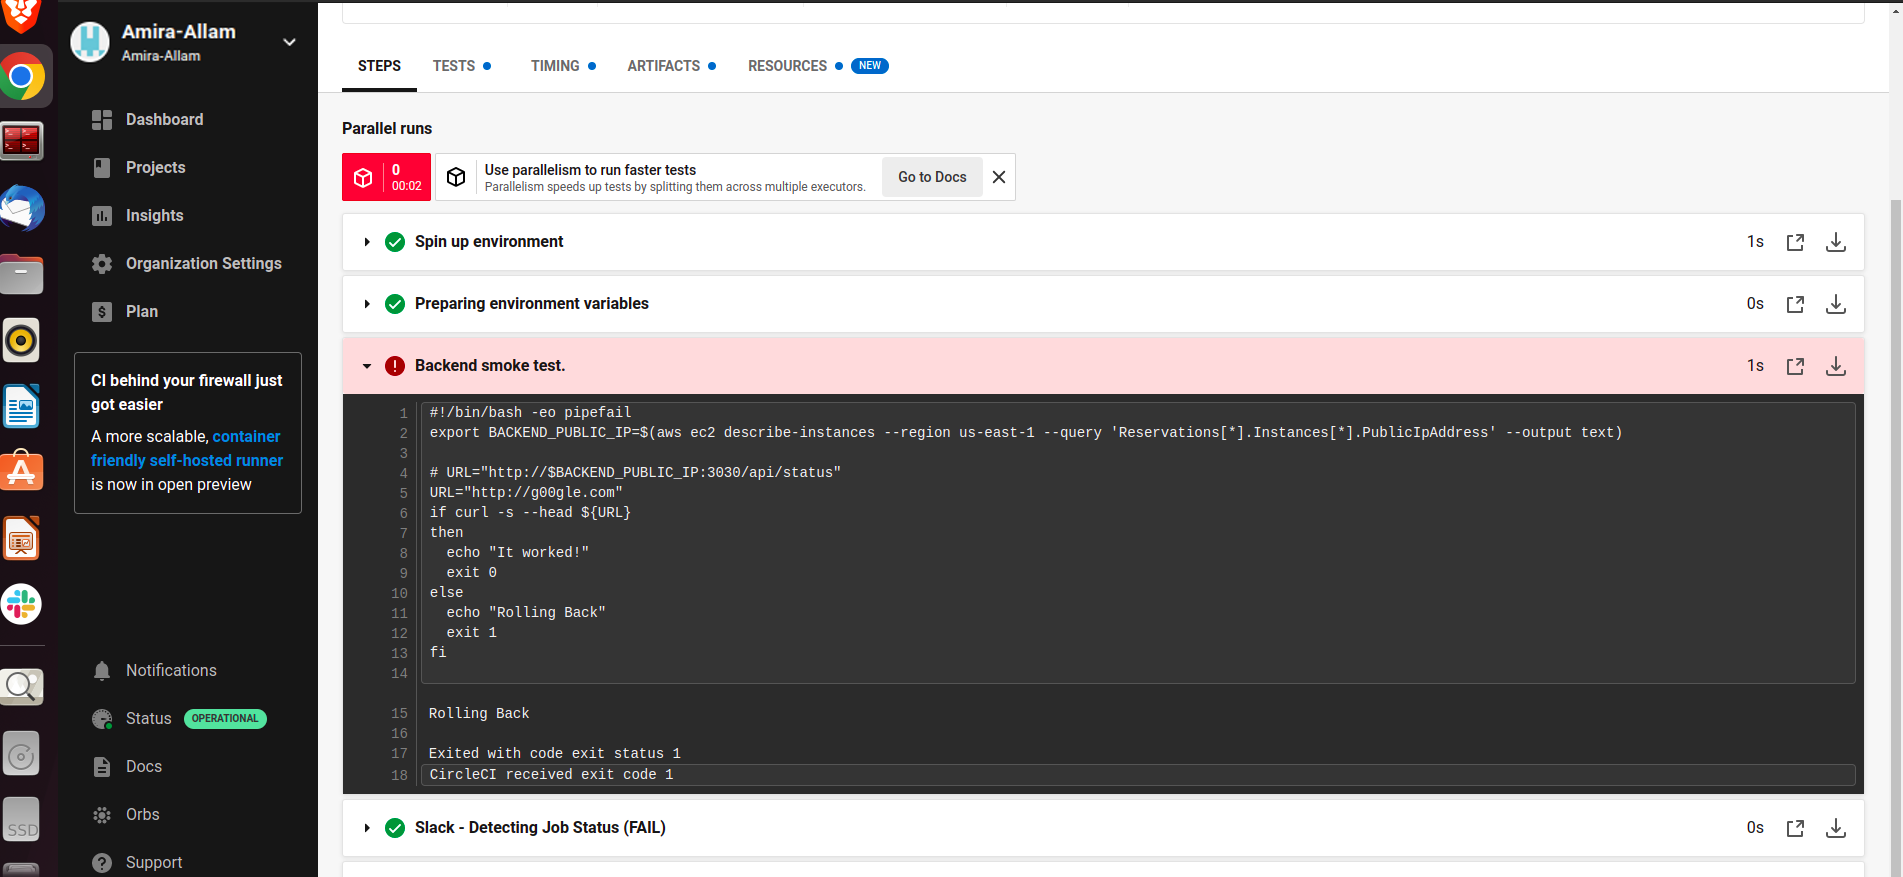 Amira-Allam
Amira-Allam
Dashboard
Projects
Insights
Organization Settings
Plan
CI behind your firewall just
got easier
A more scalable, container
friendly self-hosted runner
is now in open preview
Notifications
Status OPERATIONAL
Docs
Orbs
Support
SSD
STEPS TESTS TIMING ARTIFACTS RESOURCES NEW
Parallel runs
0
00:02
Use parallelism to run faster tests
Parallelism speeds up tests by splitting them across multiple executors.
Go to Docs
Spin up environment 1s
Preparing environment variables 0s
Backend smoke test. 1s
1 #!/bin/bash -eo pipefail
2 export BACKEND_PUBLIC_IP=$(aws ec2 describe-instances --region us-east-1 --query 'Reservations[*].Instances[*].PublicIpAddress' --output text)
3
4 # URL="http://$BACKEND_PUBLIC_IP:3030/api/status"
5 URL="http://g00gle.com"
6 if curl -s --head ${URL}
7 then
8   echo "It worked!"
9   exit 0
10 else
11   echo "Rolling Back"
12   exit 1
13 fi
14
15 Rolling Back
16
17 Exited with code exit status 1
18 CircleCI received exit code 1
Slack - Detecting Job Status (FAIL) 0s